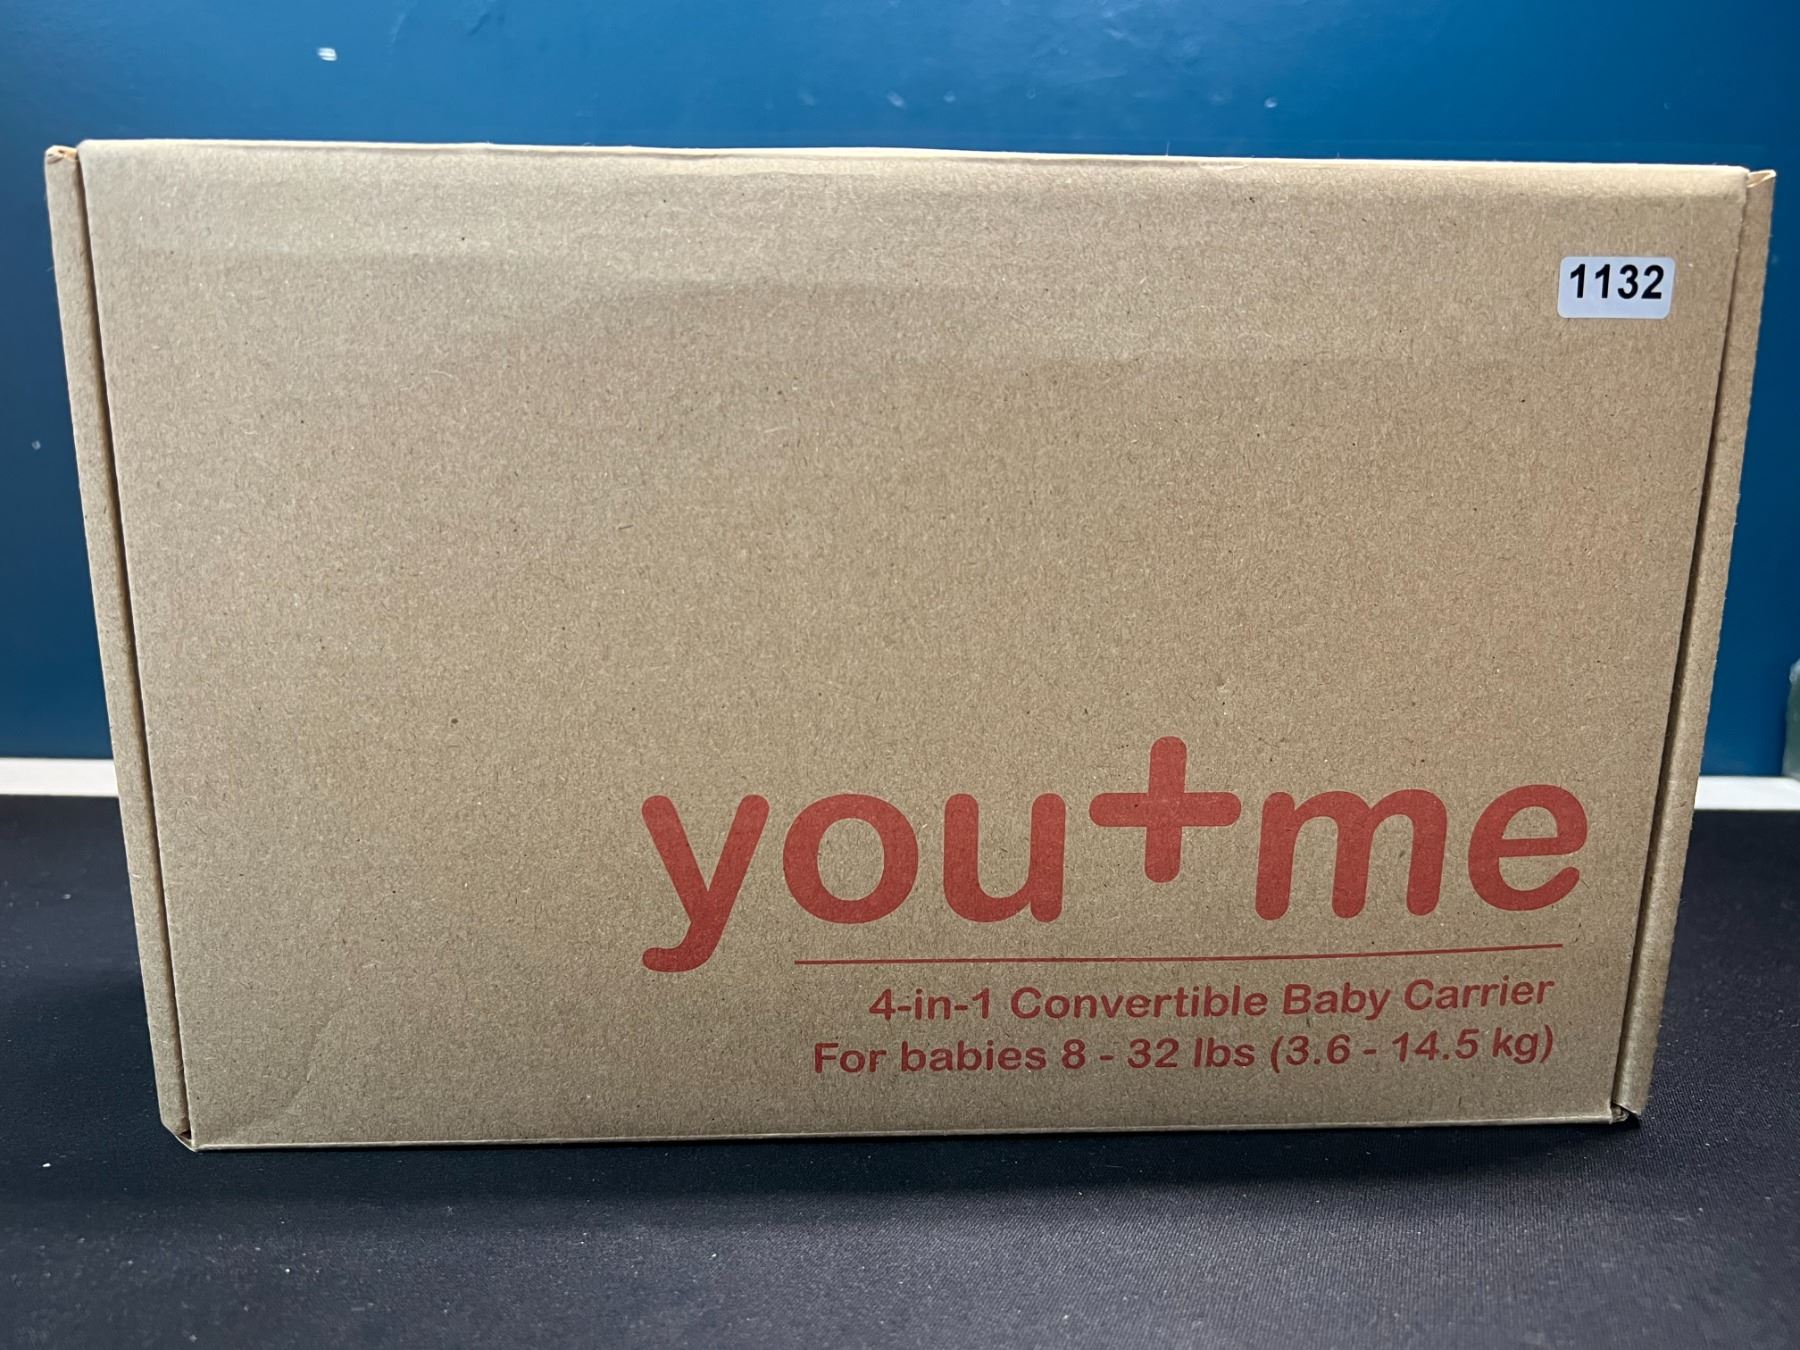 1132
you+me
4-in-1 Convertible Baby Carrier
For babies 8 - 32 lbs (3.6 - 14.5 kg)